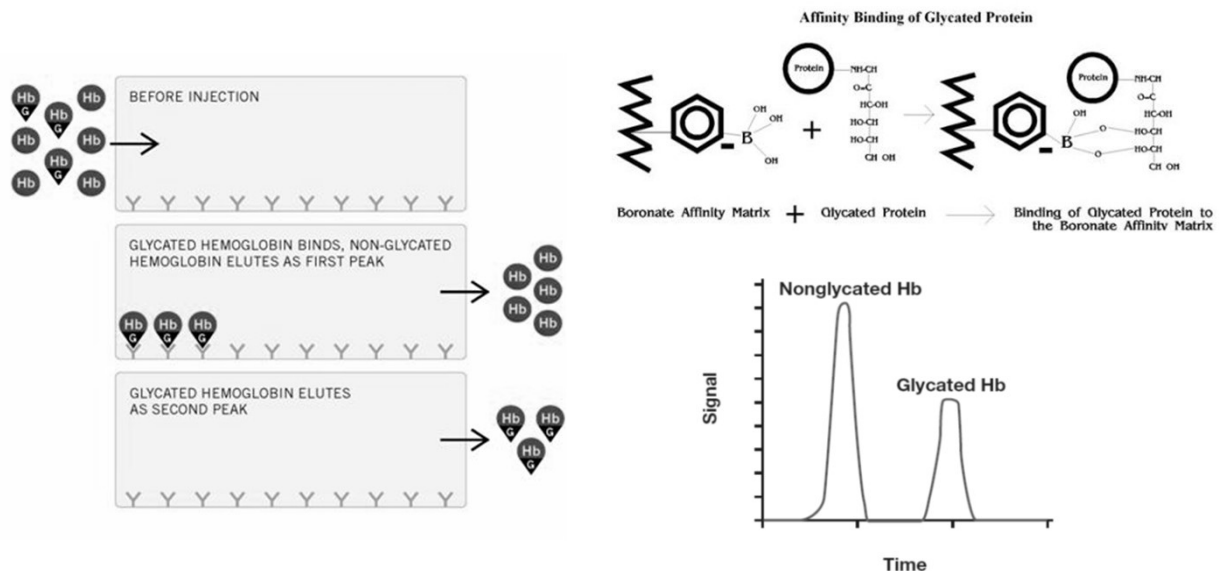 BEFORE INJECTION
Hb
G
Hb
Hb
G
Hb
Hb
Hb
G
Hb
Hb
GLYCATED HEMOGLOBIN BINDS, NON-GLYCATED
HEMOGLOBIN ELUTES AS FIRST PEAK
Hb
G
Hb
G
Hb
G
Hb
Hb
Hb
Hb
Hb
GLYCATED HEMOGLOBIN ELUTES
AS SECOND PEAK
Hb
G
Hb
G
Hb
G
Affinity Binding of Glycated Protein
OH
OH
B
OH
+
Protein
NH-CH
O=C
HC-OH
HO-CH
HO-CH
CH OH
OH
B
O
O
Protein
NH-CH
O=C
HC-OH
HO-CH
HO-CH
CH OH
Boronate Affinity Matrix + Glycated Protein Binding of Glycated Protein to
the Boronate Affinity Matrix
Nonglycated Hb
Glycated Hb
Signal
Time